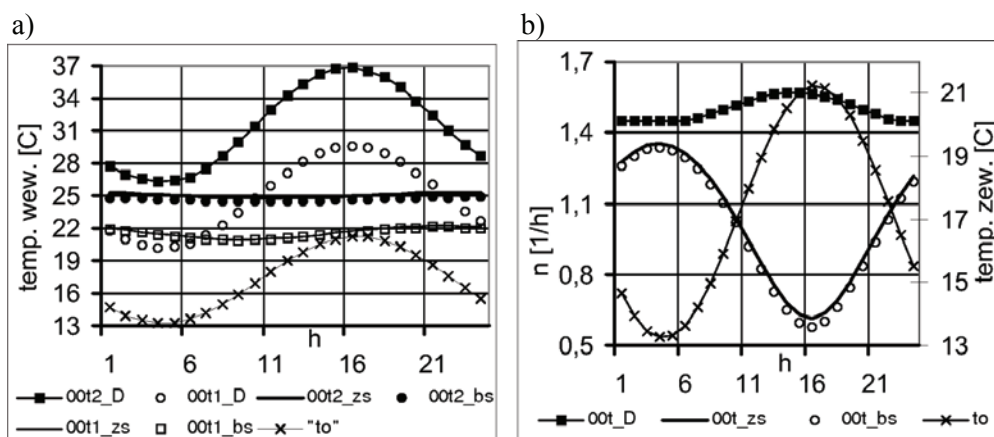 a)
b)
37
34
31
28
25
22
19
16
13
temp. wew. [C]
1 6 11 16 21
h
00t2_D 00t1_D 00t2_zs 00t2_bs
00t1_zs 00t1_bs "to"
1,7
1,4
1,1
0,8
0,5
n [1/h]
21
19
17
15
13
temp. zew. [C]
1 6 11 16 21
h
00t_D 00t_zs 00t_bs to